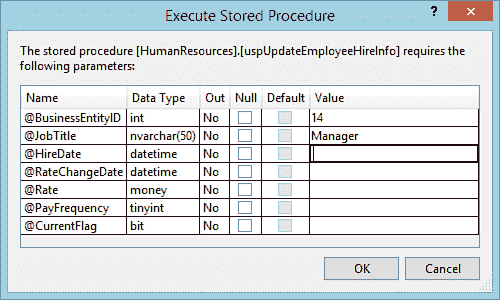 Execute Stored Procedure
?
The stored procedure [HumanResources].[uspUpdateEmployeeHireInfo] requires the
following parameters:
Name Data Type Out Null Default Value
@BusinessEntityID int No 14
@JobTitle nvarchar(50) No Manager
@HireDate datetime No
@RateChangeDate datetime No
@Rate money No
@PayFrequency tinyint No
@CurrentFlag bit No
OK Cancel